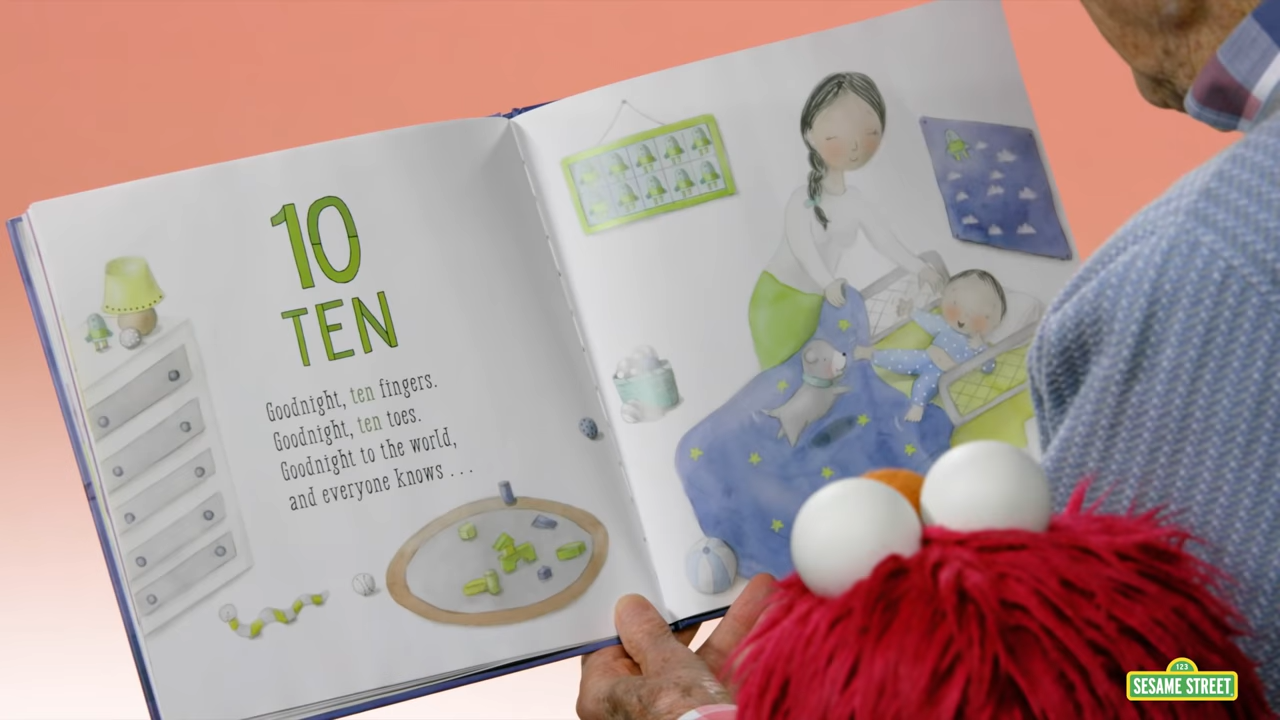 10
TEN
Goodnight, ten fingers.
Goodnight, ten toes.
Goodnight to the world,
and everyone knows . . .
123
SESAME STREET